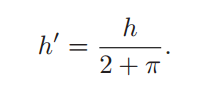 h′ = h / (2 + π).